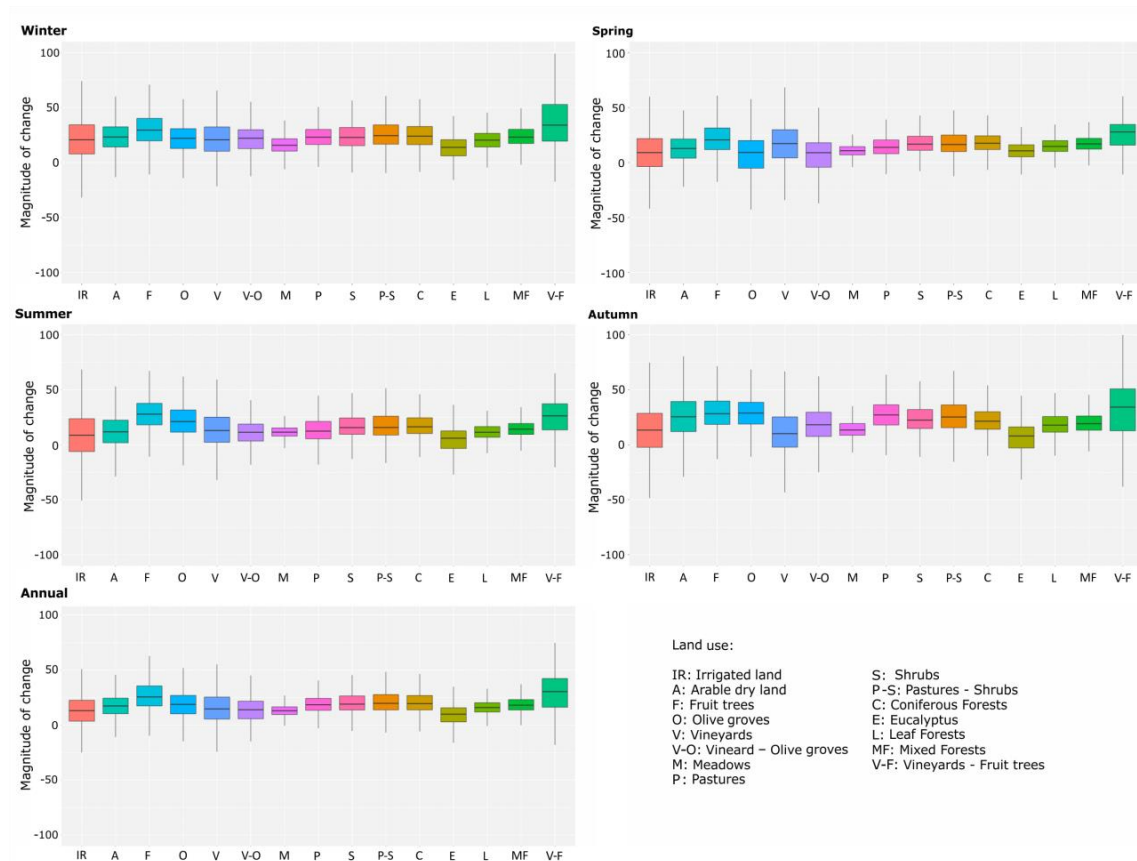 Winter
Magnitude of change
100
50
0
-50
-100
IR A F O V V-O M P S P-S C E L MF V-F
Spring
Magnitude of change
100
50
0
-50
-100
IR A F O V V-O M P S P-S C E L MF V-F
Summer
Magnitude of change
100
50
0
-50
-100
IR A F O V V-O M P S P-S C E L MF V-F
Autumn
Magnitude of change
100
50
0
-50
-100
IR A F O V V-O M P S P-S C E L MF V-F
Annual
Magnitude of change
100
50
0
-50
-100
IR A F O V V-O M P S P-S C E L MF V-F
Land use:
IR: Irrigated land
A: Arable dry land
F: Fruit trees
O: Olive groves
V: Vineyards
V-O: Vineard – Olive groves
M: Meadows
P: Pastures
S: Shrubs
P-S: Pastures - Shrubs
C: Coniferous Forests
E: Eucalyptus
L: Leaf Forests
MF: Mixed Forests
V-F: Vineyards - Fruit trees